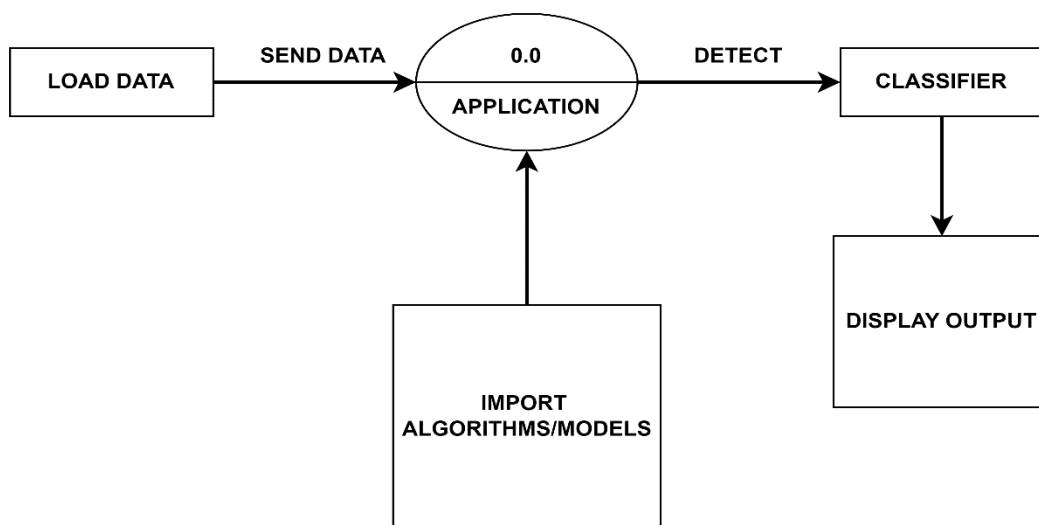 SEND DATA
0.0
DETECT
LOAD DATA
APPLICATION
CLASSIFIER
DISPLAY OUTPUT
IMPORT
ALGORITHMS/MODELS